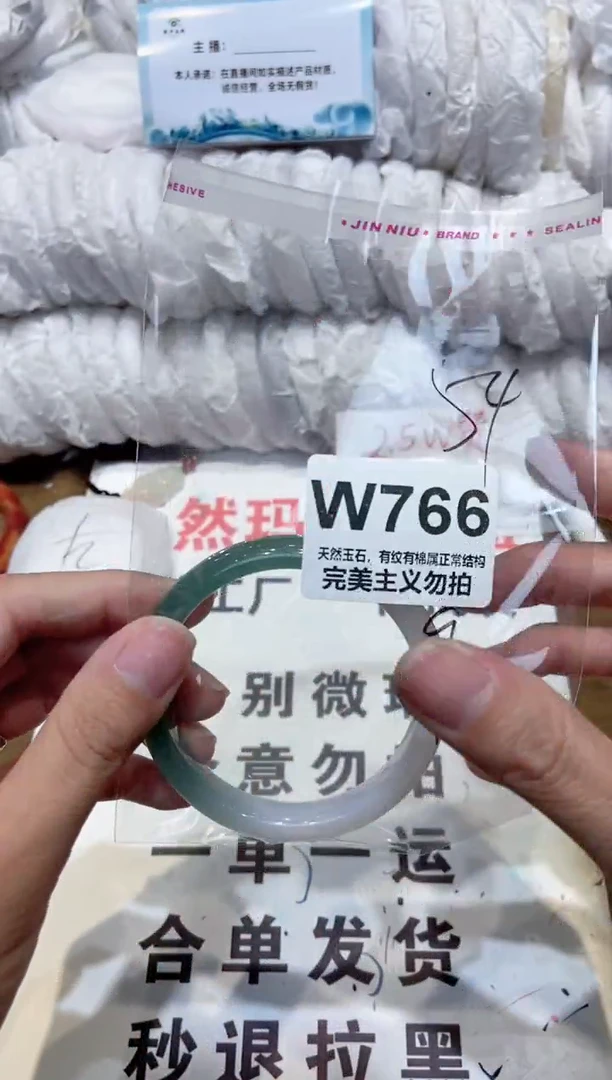 主播：
本人承诺：在直播间如实描述产品材质，
诚信经营，全场无假货！
HESIVE
* JIN NIU * BRAND * * * SEALIN
54
2.5W
W766
天然玉石，有纹有棉属正常结构
完美主义勿拍
然玛
工厂
别微
意勿拍
一单一运
合单发货
秒退拉黑